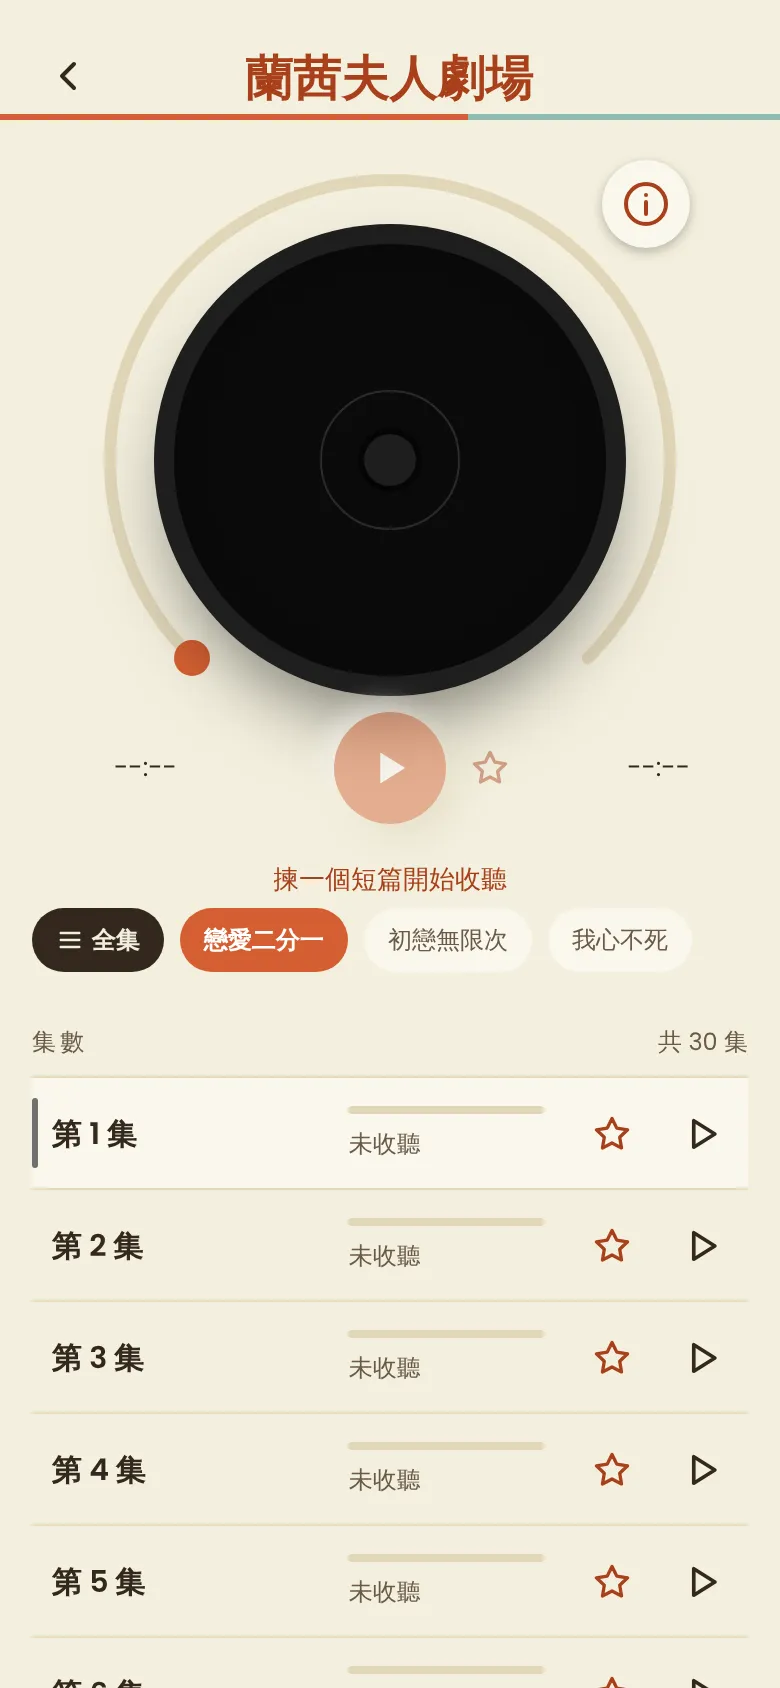 蘭茜夫人劇場
--:--
--:--
揀一個短篇開始收聽
全集
戀愛二分一
初戀無限次
我心不死
集數
共 30 集
第 1 集
未收聽
第 2 集
未收聽
第 3 集
未收聽
第 4 集
未收聽
第 5 集
未收聽